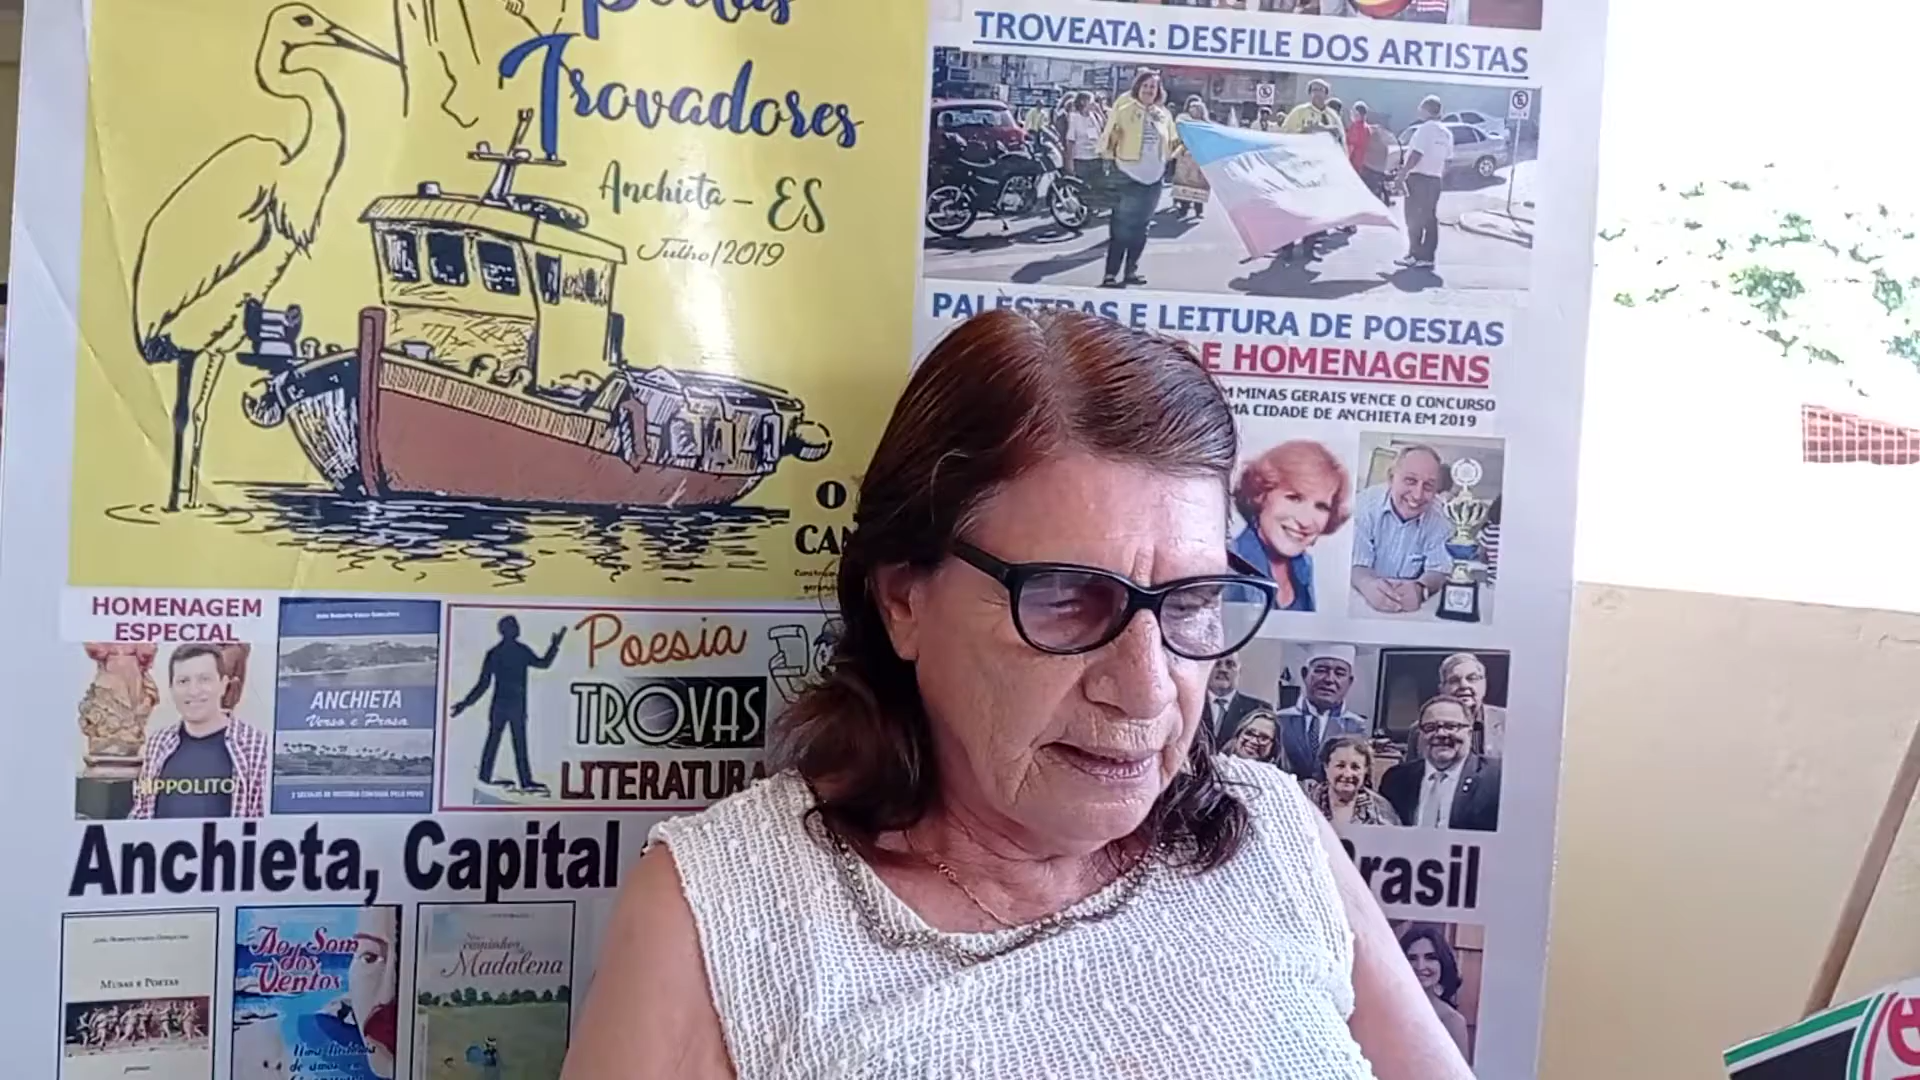 Poetas
Trovadores
Anchieta - ES
Julho/2019
O
TROVEATA: DESFILE DOS ARTISTAS
PALESTRAS E LEITURA DE POESIAS
E HOMENAGENS
MINAS GERAIS VENCE O CONCURSO
CIDADE DE ANCHIETA EM 2019
HOMENAGEM
ESPECIAL
HIPPOLITO
ANCHIETA
Verso e Prosa
Poesia
TROVAS
LITERATURA
Anchieta, Capital
Brasil
MUSAS E POETAS
Ao Som
dos
Ventos
caminhos
Madalena